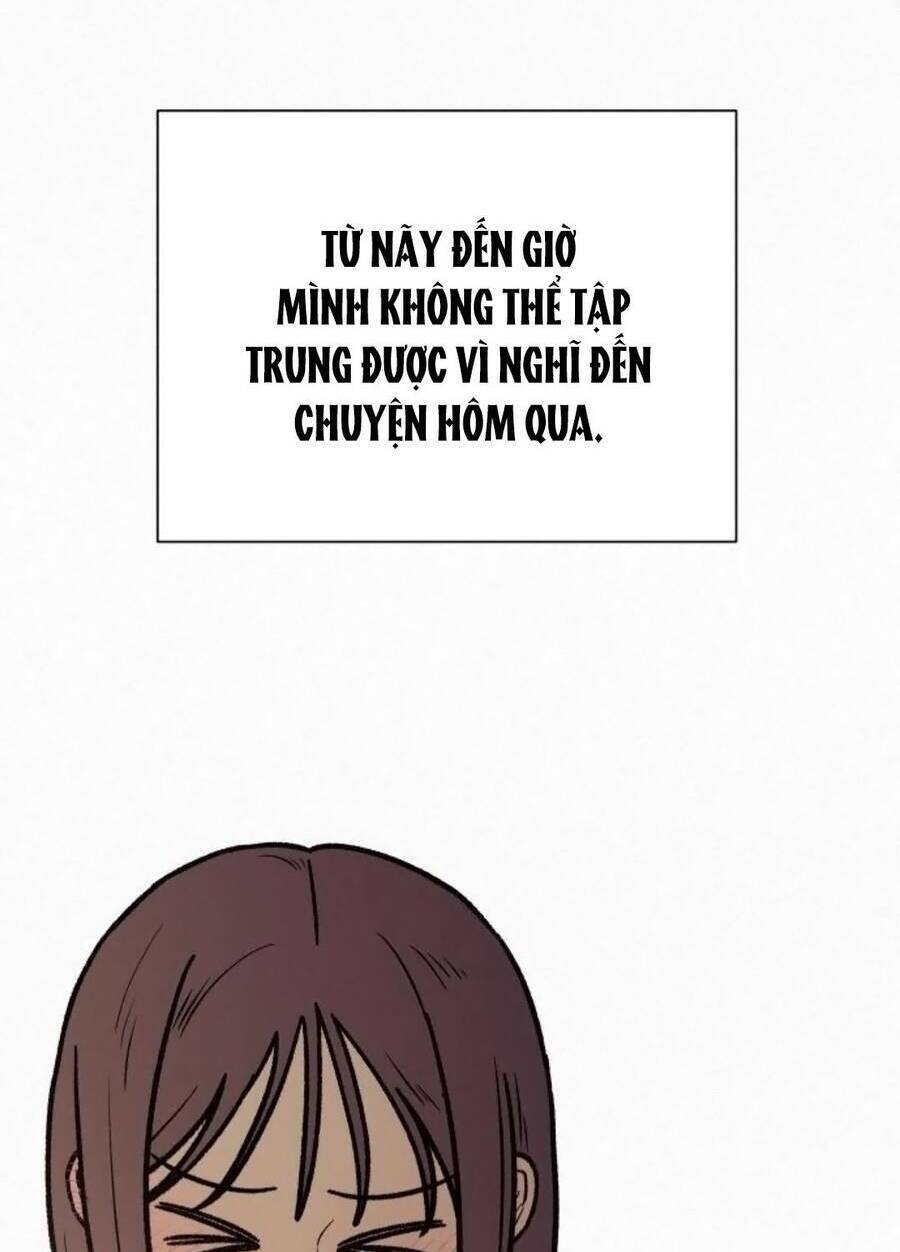 TỪ NÃY ĐẾN GIỜ
MÌNH KHÔNG THỂ TẬP
TRUNG ĐƯỢC VÌ NGHĨ ĐẾN
CHUYỆN HÔM QUA.